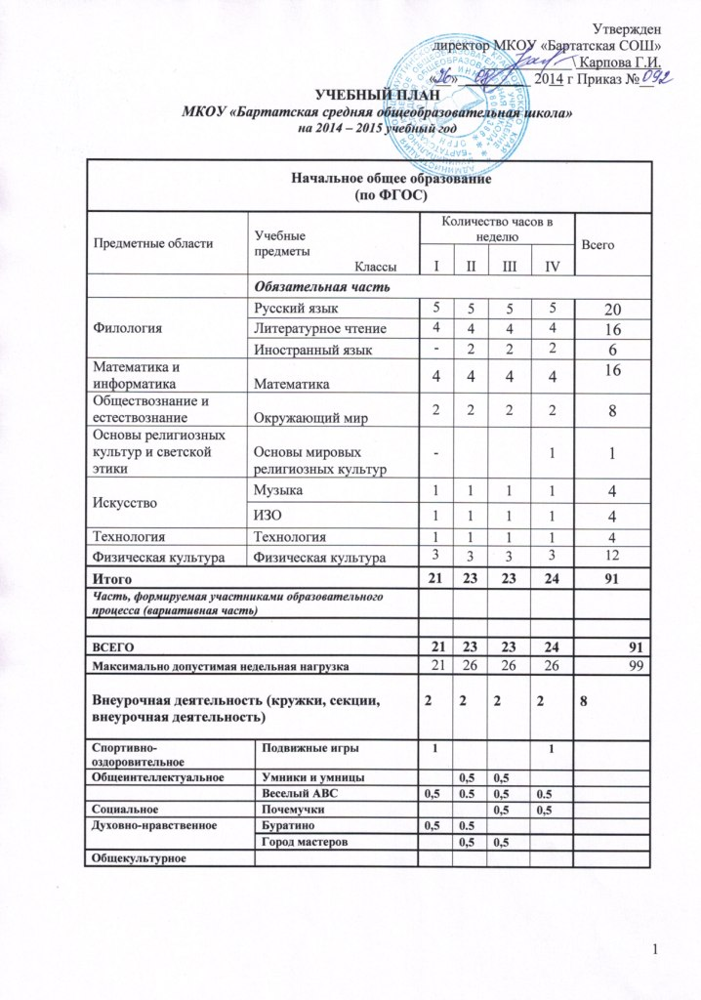 Утвержден
директор МКОУ «Бартатская СОШ»
Карпова Г.И.
«26» 08 2014 г Приказ № 092
УЧЕБНЫЙ ПЛАН
МКОУ «Бартатская средняя общеобразовательная школа»
на 2014 – 2015 учебный год
Начальное общее образование
(по ФГОС)
Предметные области
Учебные
предметы
Классы
Количество часов в
неделю
Всего
I II III IV
Обязательная часть
Филология
Русский язык 5 5 5 5 20
Литературное чтение 4 4 4 4 16
Иностранный язык - 2 2 2 6
Математика и
информатика Математика 4 4 4 4 16
Обществознание и
естествознание Окружающий мир 2 2 2 2 8
Основы религиозных
культур и светской Основы мировых - 1 1
этики религиозных культур
Искусство
Музыка 1 1 1 1 4
ИЗО 1 1 1 1 4
Технология Технология 1 1 1 1 4
Физическая культура Физическая культура 3 3 3 3 12
Итого 21 23 23 24 91
Часть, формируемая участниками образовательного
процесса (вариативная часть)
ВСЕГО 21 23 23 24 91
Максимально допустимая недельная нагрузка 21 26 26 26 99
Внеурочная деятельность (кружки, секции, 2 2 2 2 8
внеурочная деятельность)
Спортивно- Подвижные игры 1 1
оздоровительное
Общеинтеллектуальное Умники и умницы 0,5 0,5
Веселый АВС 0,5 0.5 0,5 0.5
Социальное Почемучки 0,5 0,5
Духовно-нравственное Буратино 0,5 0.5
Город мастеров 0,5 0,5
Общекультурное
1